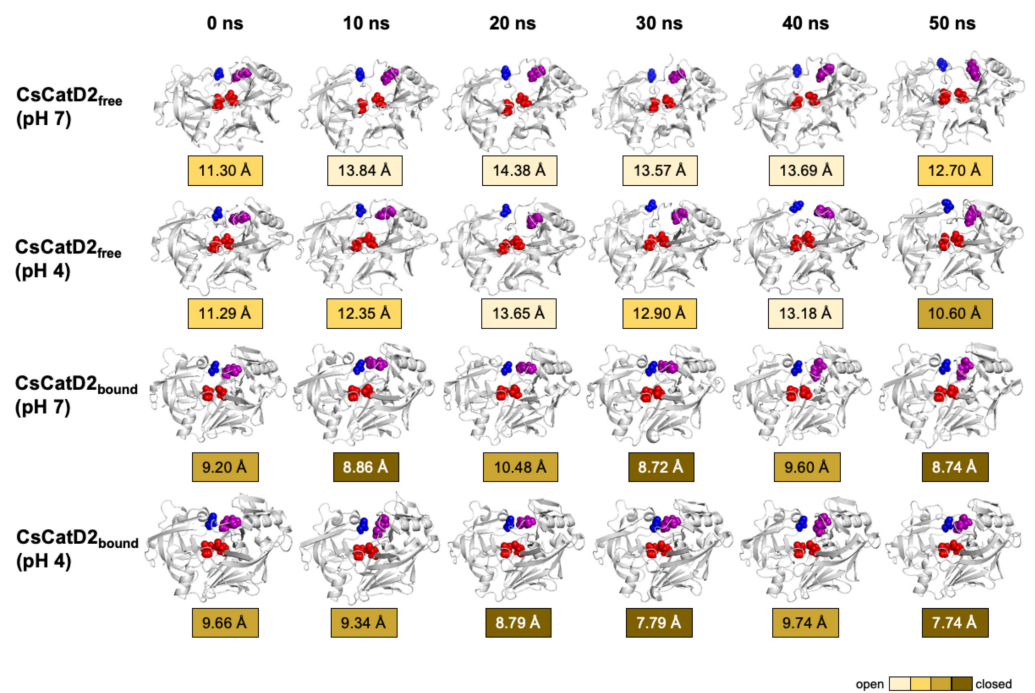 0 ns 10 ns 20 ns 30 ns 40 ns 50 ns
CsCatD2free
(pH 7)
11.30 Å 13.84 Å 14.38 Å 13.57 Å 13.69 Å 12.70 Å
CsCatD2free
(pH 4)
11.29 Å 12.35 Å 13.65 Å 12.90 Å 13.18 Å 10.60 Å
CsCatD2bound
(pH 7)
9.20 Å 8.86 Å 10.48 Å 8.72 Å 9.60 Å 8.74 Å
CsCatD2bound
(pH 4)
9.66 Å 9.34 Å 8.79 Å 7.79 Å 9.74 Å 7.74 Å
open closed